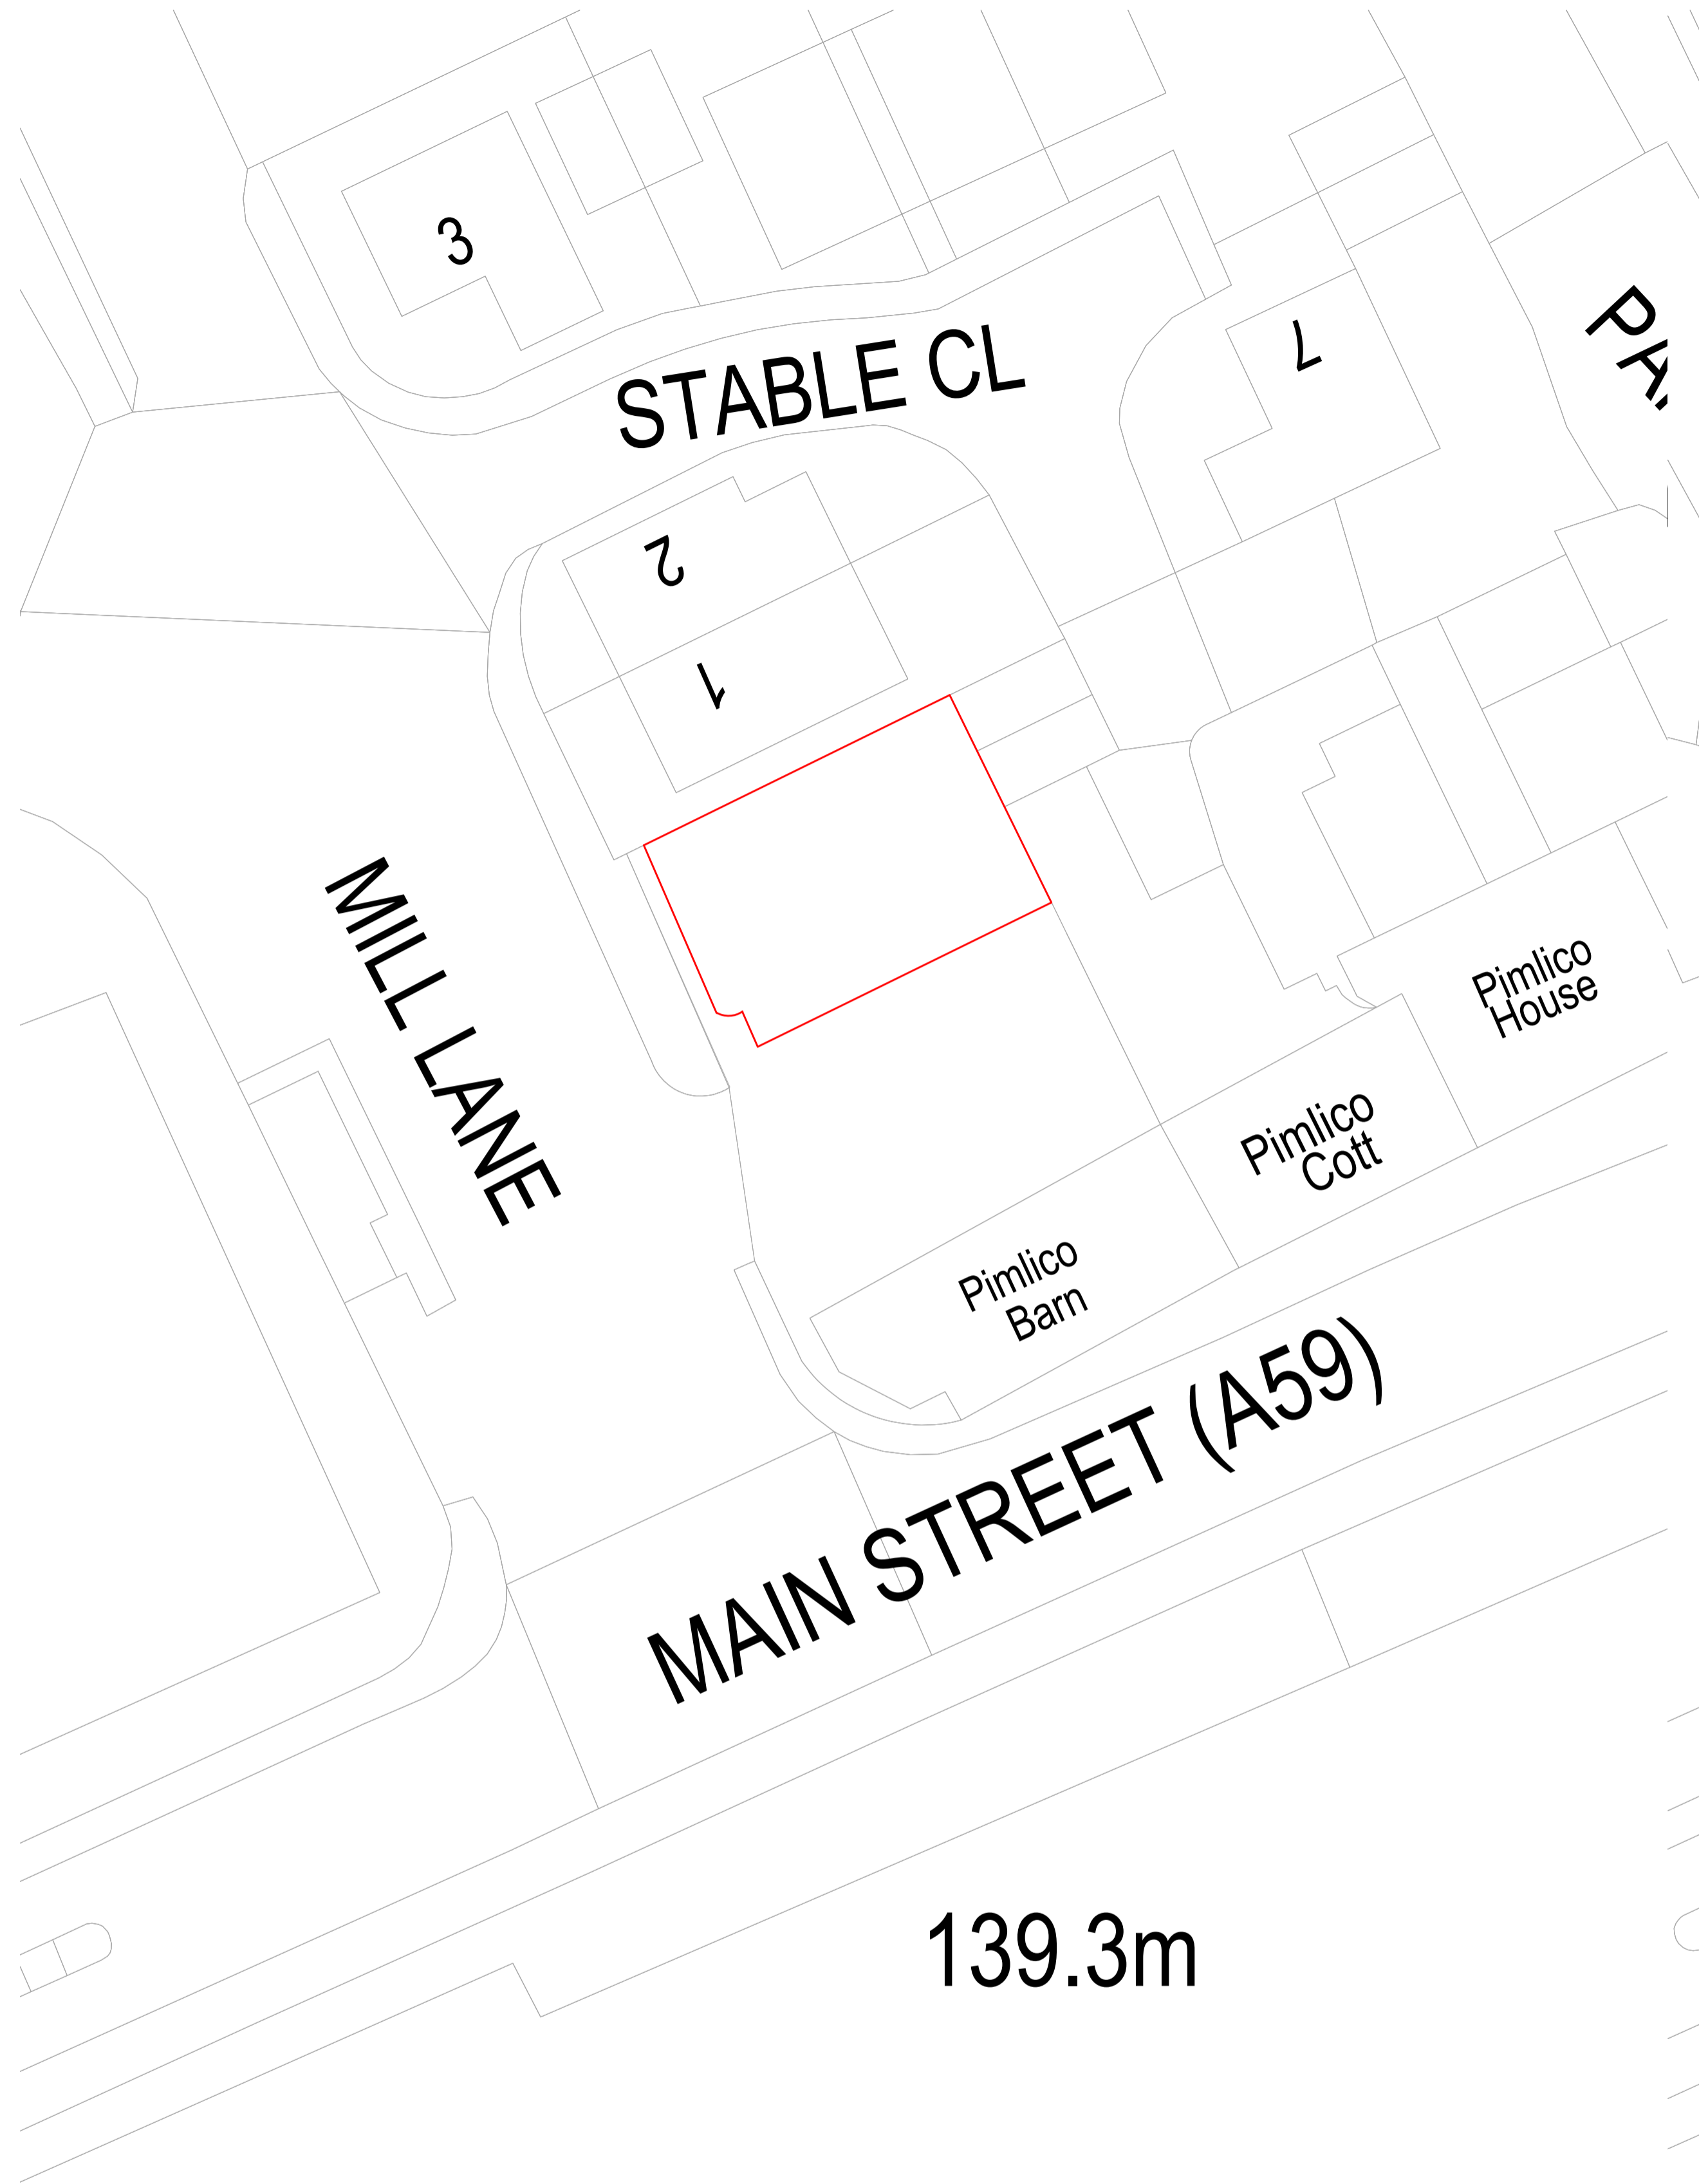 3
STABLE CL
7
2
1
MILL LANE
Pimlico
House
Pimlico
Cott
Pimlico
Barn
MAIN STREET (A59)
139.3m